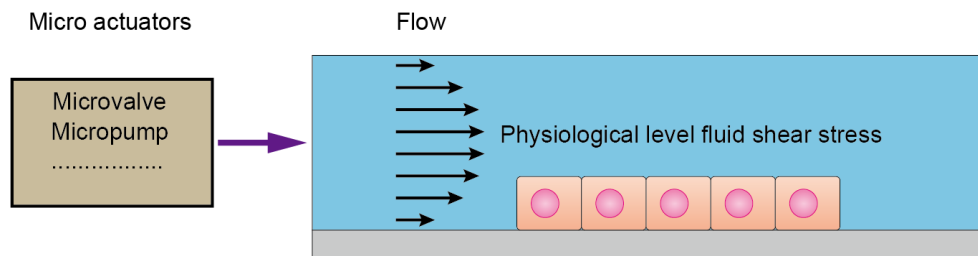 Micro actuators
Flow
Microvalve
Micropump
.................
Physiological level fluid shear stress